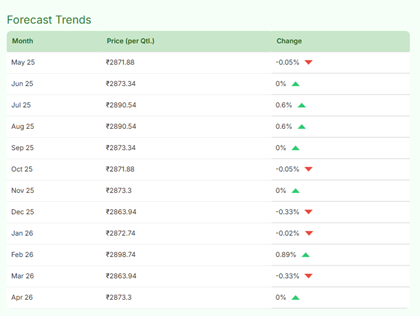 Forecast Trends
Month Price (per Qtl.) Change
May 25 ₹2871.88 -0.05%
Jun 25 ₹2873.34 0%
Jul 25 ₹2890.54 0.6%
Aug 25 ₹2890.54 0.6%
Sep 25 ₹2873.34 0%
Oct 25 ₹2871.88 -0.05%
Nov 25 ₹2873.3 0%
Dec 25 ₹2863.94 -0.33%
Jan 26 ₹2872.74 -0.02%
Feb 26 ₹2898.74 0.89%
Mar 26 ₹2863.94 -0.33%
Apr 26 ₹2873.3 0%